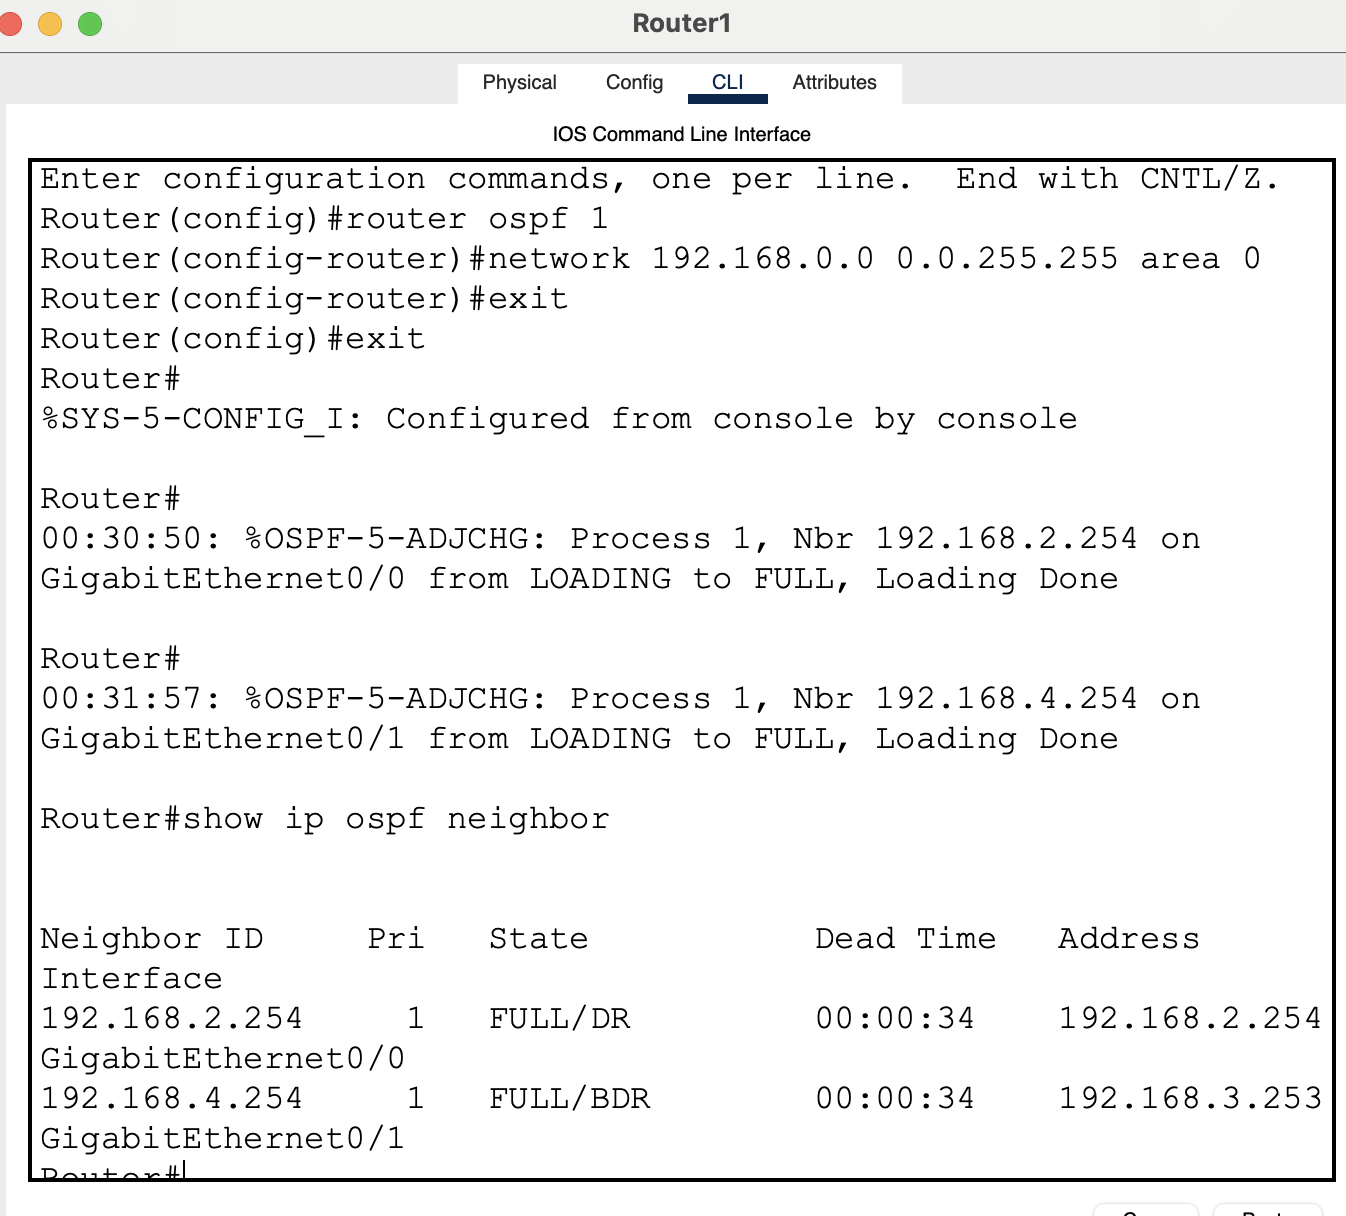 Router1
Physical Config CLI Attributes
IOS Command Line Interface
Enter configuration commands, one per line.  End with CNTL/Z.
Router(config)#router ospf 1
Router(config-router)#network 192.168.0.0 0.0.255.255 area 0
Router(config-router)#exit
Router(config)#exit
Router#
%SYS-5-CONFIG_I: Configured from console by console
Router#
00:30:50: %OSPF-5-ADJCHG: Process 1, Nbr 192.168.2.254 on
GigabitEthernet0/0 from LOADING to FULL, Loading Done
Router#
00:31:57: %OSPF-5-ADJCHG: Process 1, Nbr 192.168.4.254 on
GigabitEthernet0/1 from LOADING to FULL, Loading Done
Router#show ip ospf neighbor
Neighbor ID     Pri   State           Dead Time   Address
Interface
192.168.2.254     1   FULL/DR         00:00:34    192.168.2.254
GigabitEthernet0/0
192.168.4.254     1   FULL/BDR        00:00:34    192.168.3.253
GigabitEthernet0/1
Router#